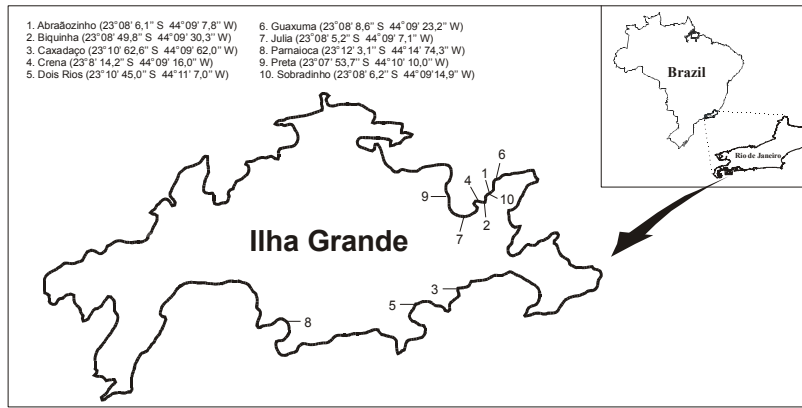 1. Abraãozinho (23°08' 6,1" S 44°09' 7,8" W)
2. Biquinha (23°08' 49,8" S 44°09' 30,3" W)
3. Caxadaço (23°10' 62,6" S 44°09' 62,0" W)
4. Crena (23°8' 14,2" S 44°09' 16,0" W)
5. Dois Rios (23°10' 45,0" S 44°11' 7,0" W)
6. Guaxuma (23°08' 8,6" S 44°09' 23,2" W)
7. Julia (23°08' 5,2" S 44°09' 7,1" W)
8. Parnaioca (23°12' 3,1" S 44°14' 74,3" W)
9. Preta (23°07' 53,7" S 44°10' 10,0" W)
10. Sobradinho (23°08' 6,2" S 44°09'14,9" W)
Brazil
Rio de Janeiro
6
4 1
9 10
7 2
Ilha Grande
3
5
8